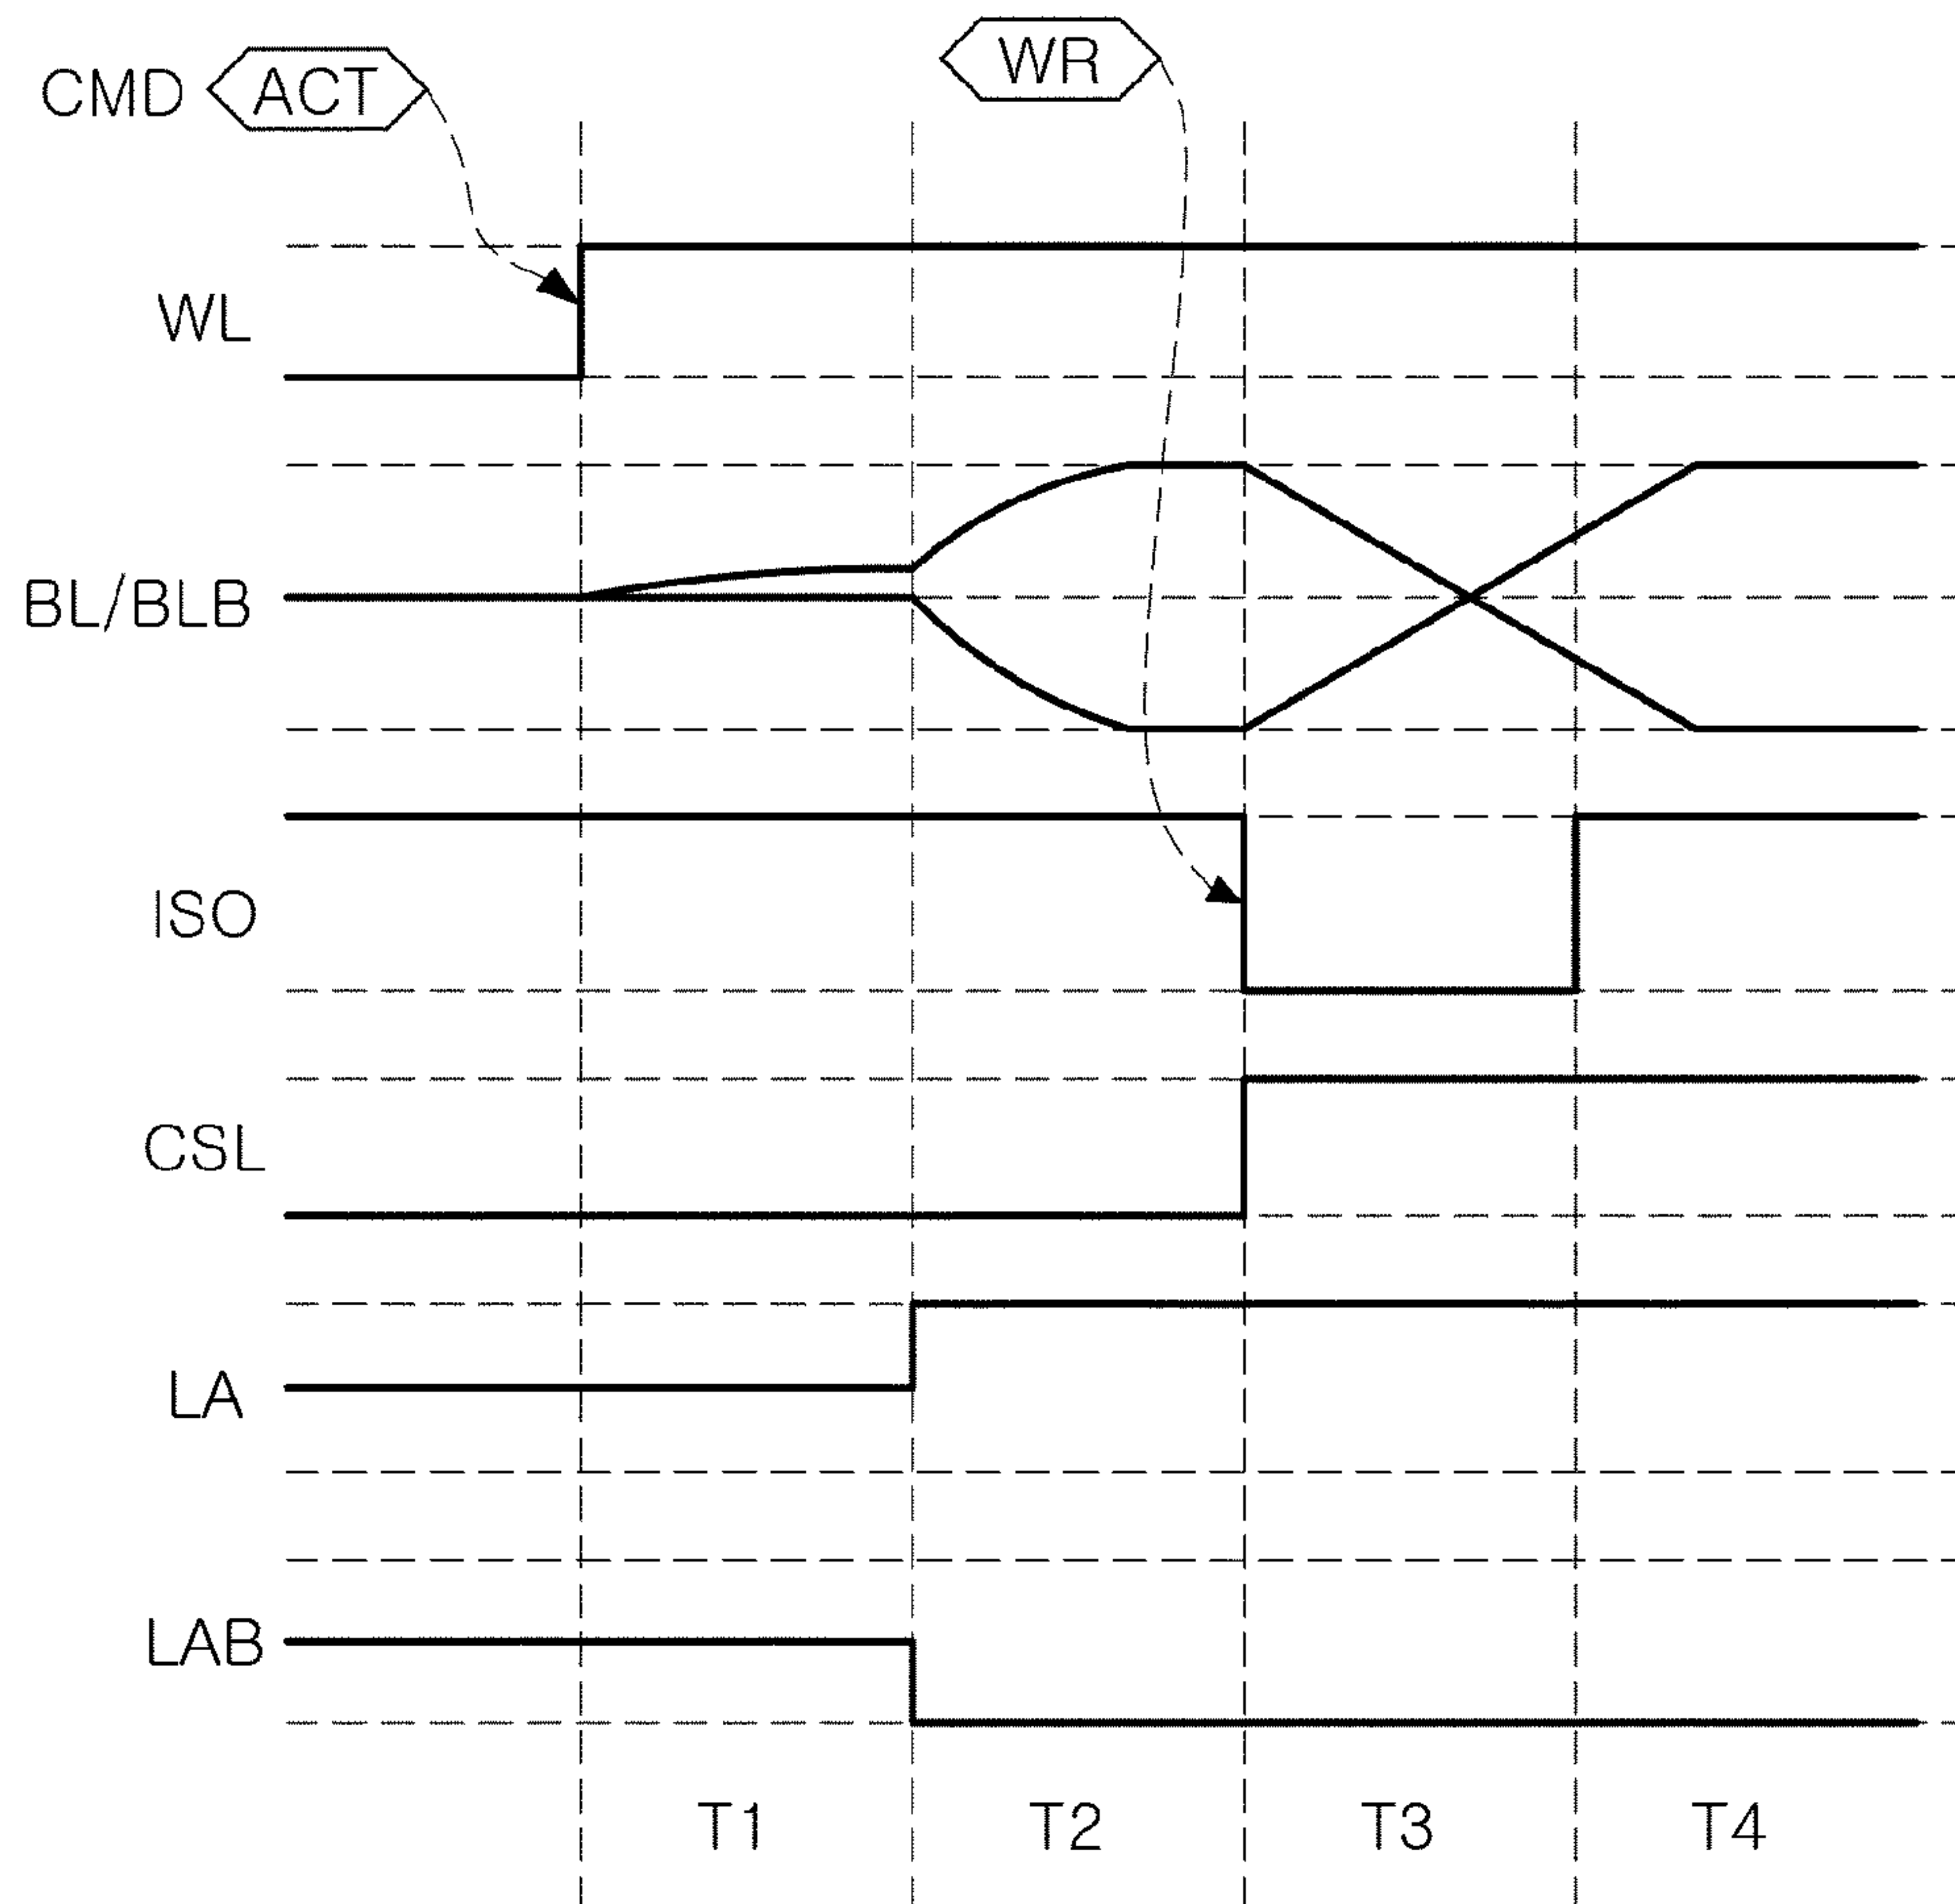 WR
CMD ACT
WL
BL/BLB
ISO
CSL
LA
LAB
T1 T2 T3 T4